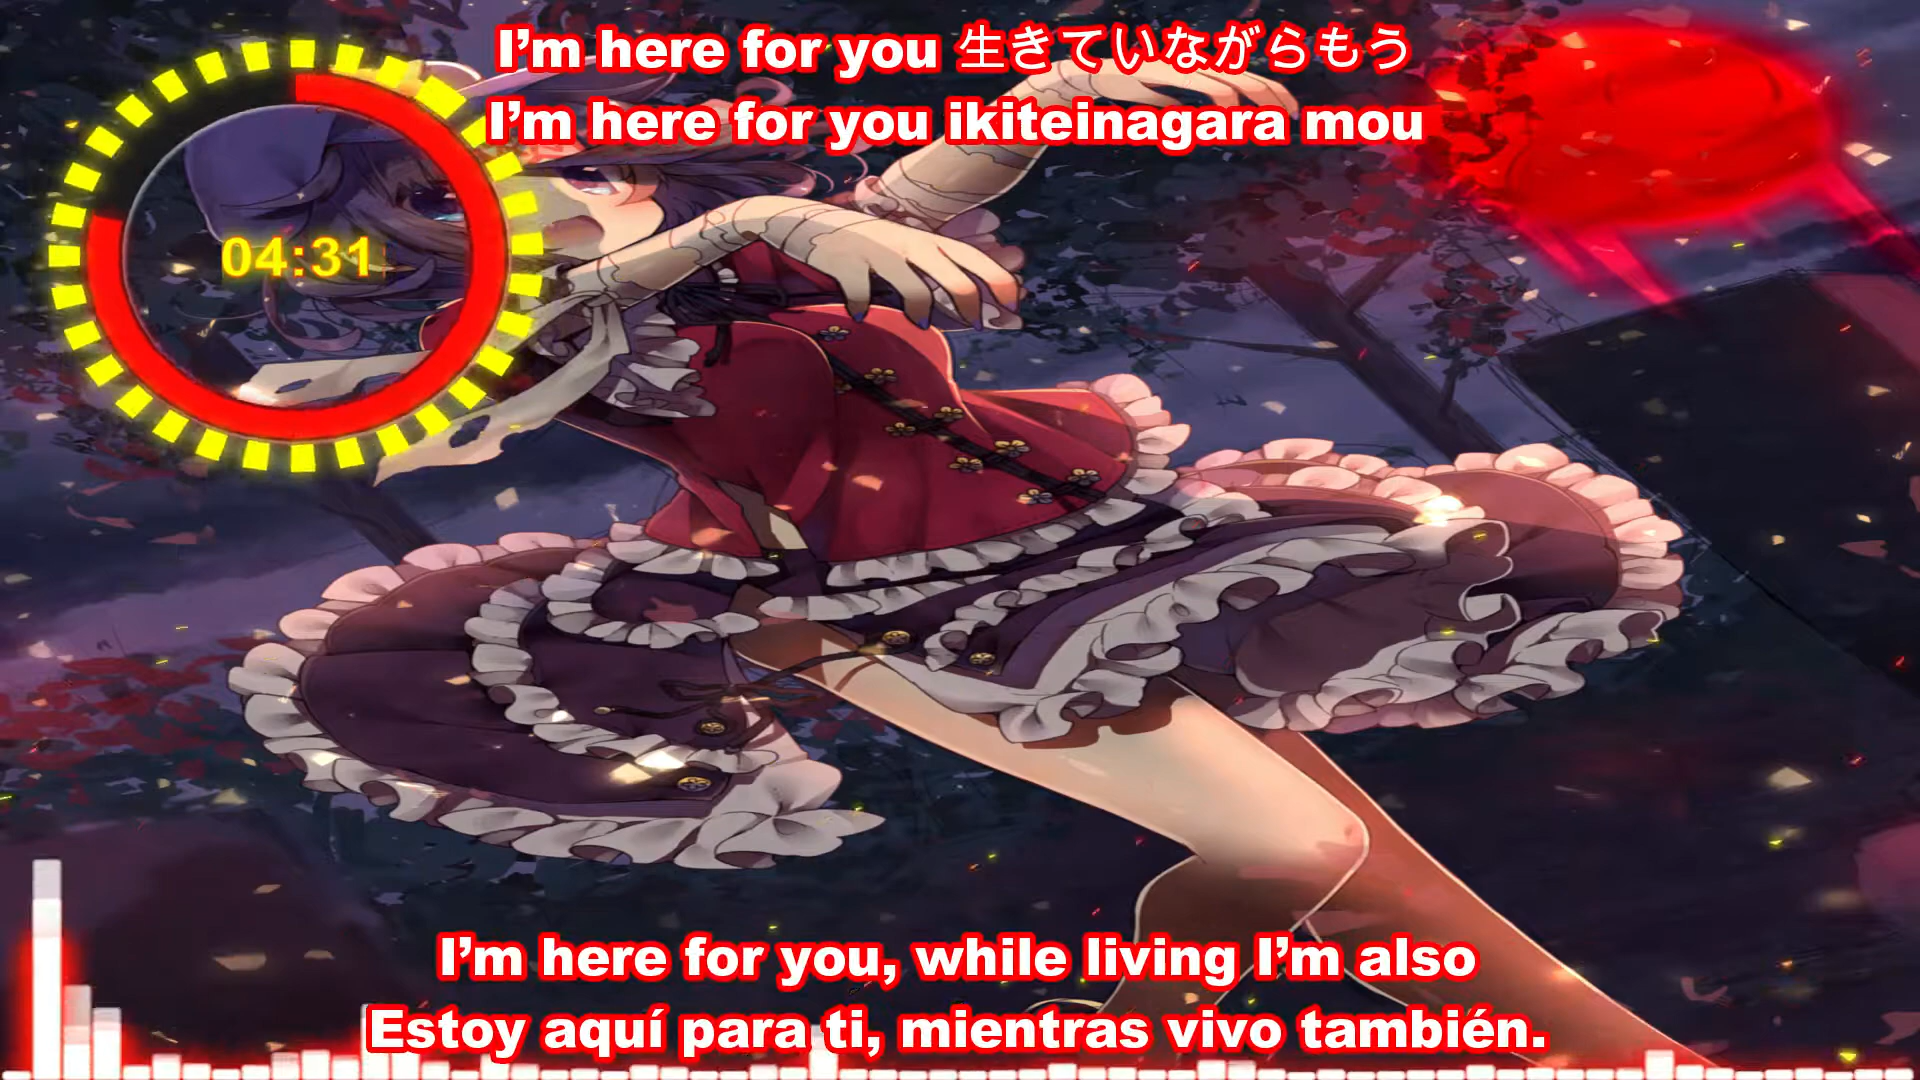 I’m here for you 生きていながらもう
I’m here for you ikiteinagara mou
04:31
I’m here for you, while living I’m also
Estoy aquí para ti, mientras vivo también.